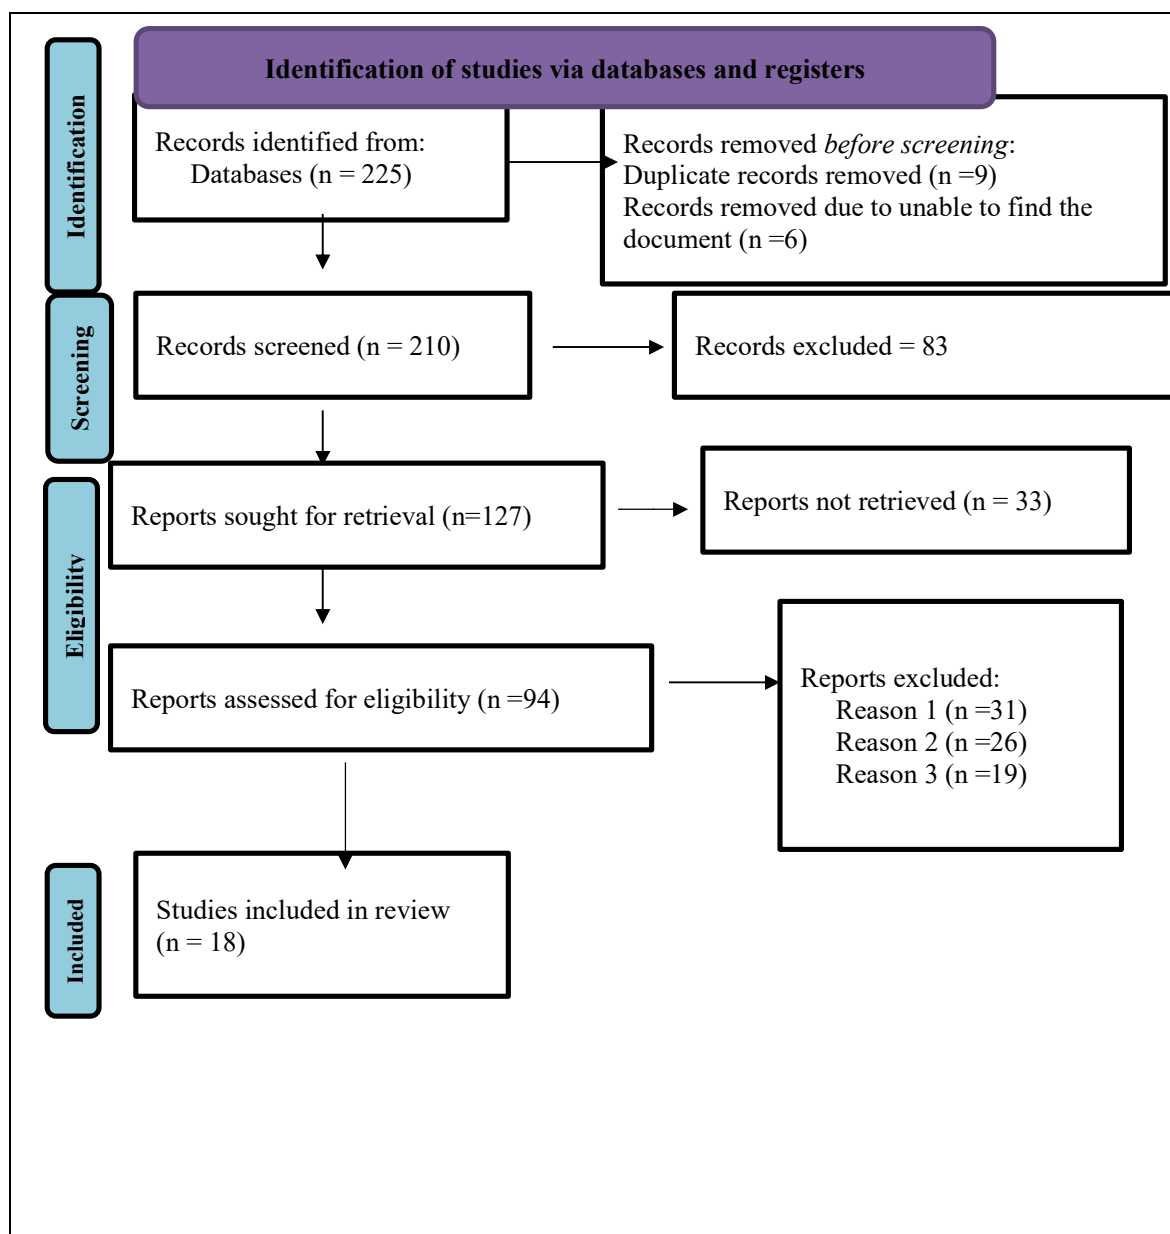 Identification of studies via databases and registers
Identification
Records identified from:
Databases (n = 225)
Records removed before screening:
Duplicate records removed (n =9)
Records removed due to unable to find the
document (n =6)
Screening
Records screened (n = 210)
Records excluded = 83
Eligibility
Reports sought for retrieval (n=127)
Reports not retrieved (n = 33)
Reports assessed for eligibility (n =94)
Reports excluded:
Reason 1 (n =31)
Reason 2 (n =26)
Reason 3 (n =19)
Included
Studies included in review
(n = 18)